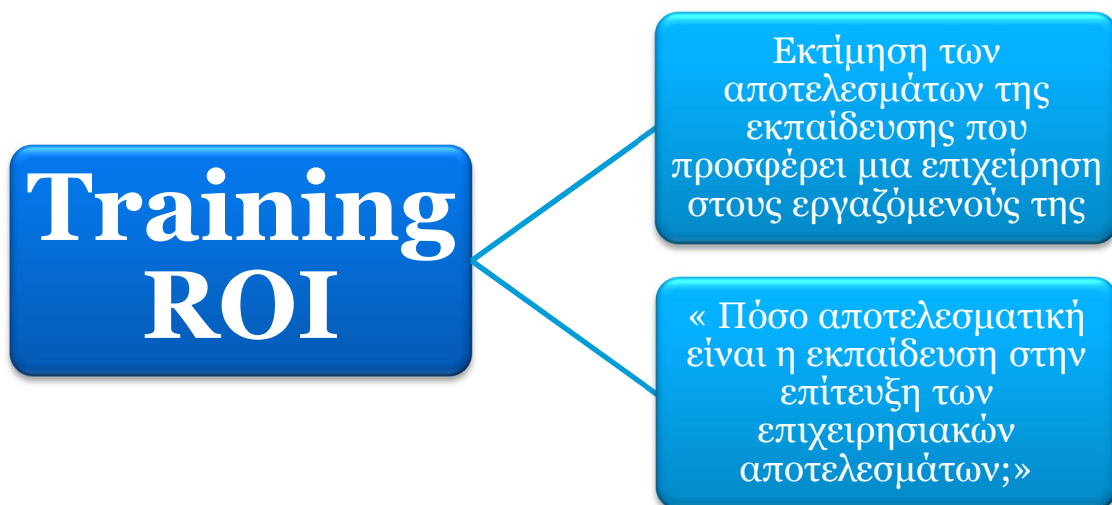 Training
ROI
Εκτίμηση των
αποτελεσμάτων της
εκπαίδευσης που
προσφέρει μια επιχείρηση
στους εργαζόμενούς της
« Πόσο αποτελεσματική
είναι η εκπαίδευση στην
επίτευξη των
επιχειρησιακών
αποτελεσμάτων;»